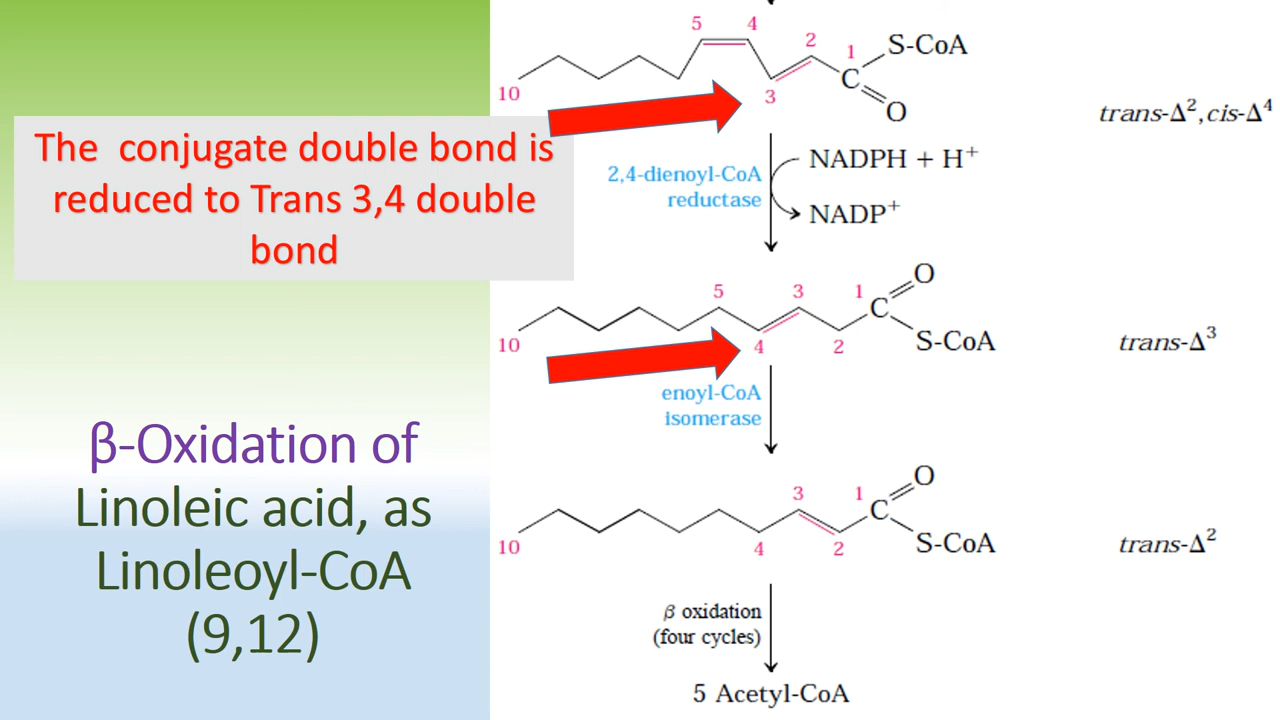 The conjugate double bond is
reduced to Trans 3,4 double
bond
β-Oxidation of
Linoleic acid, as
Linoleoyl-CoA
(9,12)
5 4
2 1 S-CoA
C
10 3 O
trans-Δ², cis-Δ⁴
2,4-dienoyl-CoA
reductase
NADPH + H⁺
NADP⁺
O
5 3 1 C
10 4 2 S-CoA
trans-Δ³
enoyl-CoA
isomerase
O
3 1 C
10 4 2 S-CoA
trans-Δ²
β oxidation
(four cycles)
5 Acetyl-CoA